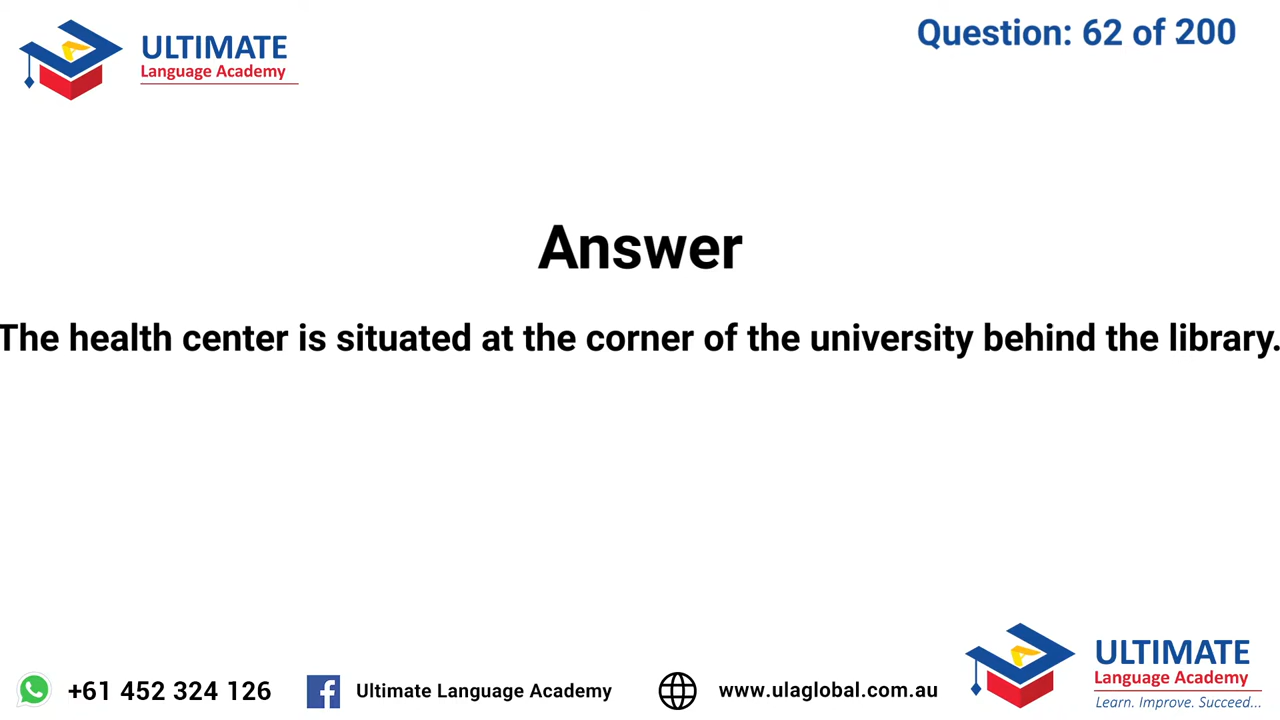 ULTIMATE
Language Academy
Question: 62 of 200
Answer
The health center is situated at the corner of the university behind the library.
+61 452 324 126
Ultimate Language Academy
www.ulaglobal.com.au
ULTIMATE
Language Academy
Learn. Improve. Succeed...